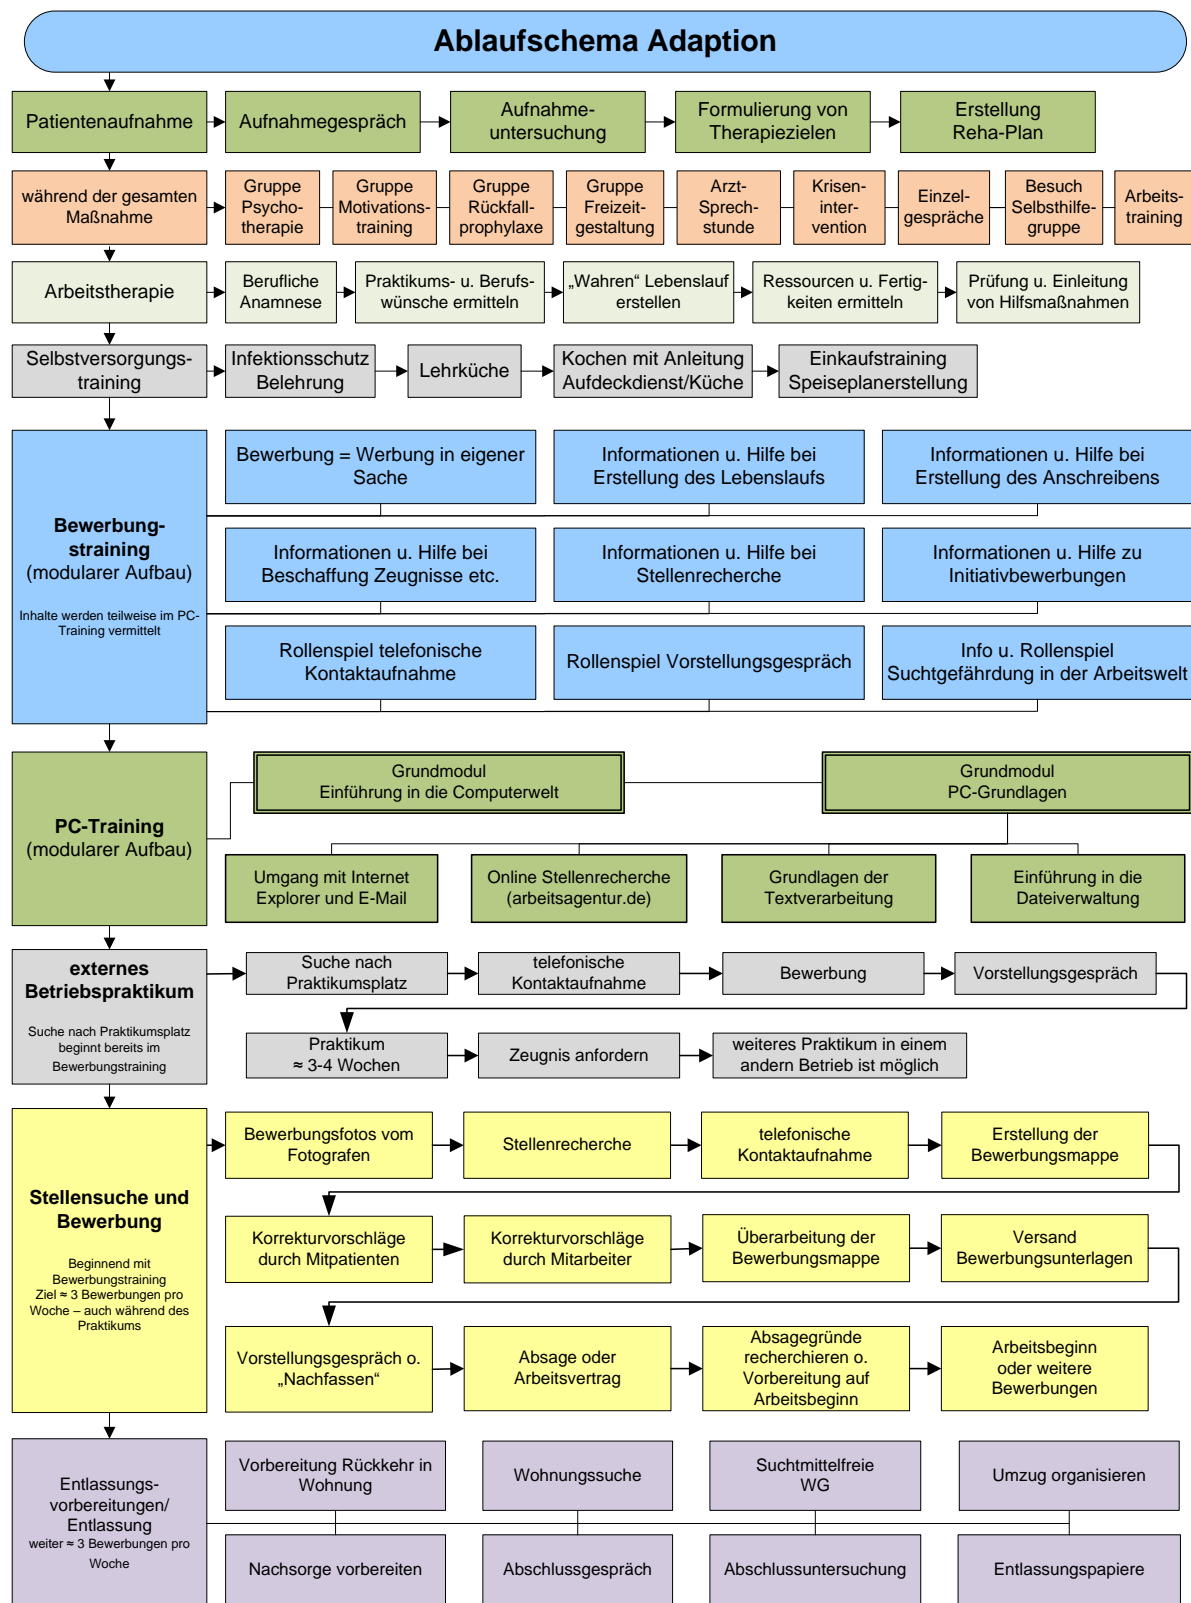 Ablaufschema Adaption
Patientenaufnahme
Aufnahmegespräch
Aufnahme-
untersuchung
Formulierung von
Therapiezielen
Erstellung
Reha-Plan
während der gesamten
Maßnahme
Gruppe
Psycho-
therapie
Gruppe
Motivations-
training
Gruppe
Rückfall-
prophylaxe
Gruppe
Freizeit-
gestaltung
Arzt-
Sprech-
stunde
Krisen-
inter-
vention
Einzel-
gespräche
Besuch
Selbsthilfe-
gruppe
Arbeits-
training
Arbeitstherapie
Berufliche
Anamnese
Praktikums- u. Berufs-
wünsche ermitteln
„Wahren“ Lebenslauf
erstellen
Ressourcen u. Fertig-
keiten ermitteln
Prüfung u. Einleitung
von Hilfsmaßnahmen
Selbstversorgungs-
training
Infektionsschutz
Belehrung
Lehrküche
Kochen mit Anleitung
Aufdeckdienst/Küche
Einkaufstraining
Speiseplanerstellung
Bewerbung-
straining
(modularer Aufbau)
Inhalte werden teilweise im PC-
Training vermittelt
Bewerbung = Werbung in eigener
Sache
Informationen u. Hilfe bei
Erstellung des Lebenslaufs
Informationen u. Hilfe bei
Erstellung des Anschreibens
Informationen u. Hilfe bei
Beschaffung Zeugnisse etc.
Informationen u. Hilfe bei
Stellenrecherche
Informationen u. Hilfe zu
Initiativbewerbungen
Rollenspiel telefonische
Kontaktaufnahme
Rollenspiel Vorstellungsgespräch
Info u. Rollenspiel
Suchtgefährdung in der Arbeitswelt
PC-Training
(modularer Aufbau)
Grundmodul
Einführung in die Computerwelt
Grundmodul
PC-Grundlagen
Umgang mit Internet
Explorer und E-Mail
Online Stellenrecherche
(arbeitsagentur.de)
Grundlagen der
Textverarbeitung
Einführung in die
Dateiverwaltung
externes
Betriebspraktikum
Suche nach Praktikumsplatz
beginnt bereits im
Bewerbungstraining
Suche nach
Praktikumsplatz
telefonische
Kontaktaufnahme
Bewerbung
Vorstellungsgespräch
Praktikum
≈ 3-4 Wochen
Zeugnis anfordern
weiteres Praktikum in einem
andern Betrieb ist möglich
Stellensuche und
Bewerbung
Beginnend mit
Bewerbungstraining
Ziel ≈ 3 Bewerbungen pro
Woche – auch während des
Praktikums
Bewerbungsfotos vom
Fotografen
Stellenrecherche
telefonische
Kontaktaufnahme
Erstellung der
Bewerbungsmappe
Korrekturvorschläge
durch Mitpatienten
Korrekturvorschläge
durch Mitarbeiter
Überarbeitung der
Bewerbungsmappe
Versand
Bewerbungsunterlagen
Vorstellungsgespräch o.
„Nachfassen“
Absage oder
Arbeitsvertrag
Absagegründe
recherchieren o.
Vorbereitung auf
Arbeitsbeginn
Arbeitsbeginn
oder weitere
Bewerbungen
Entlassungs-
vorbereitungen/
Entlassung
weiter ≈ 3 Bewerbungen pro
Woche
Vorbereitung Rückkehr in
Wohnung
Wohnungssuche
Suchtmittelfreie
WG
Umzug organisieren
Nachsorge vorbereiten
Abschlussgespräch
Abschlussuntersuchung
Entlassungspapiere